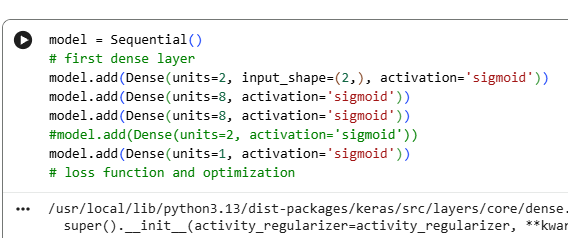 model = Sequential()
# first dense layer
model.add(Dense(units=2, input_shape=(2,), activation='sigmoid'))
model.add(Dense(units=8, activation='sigmoid'))
model.add(Dense(units=8, activation='sigmoid'))
#model.add(Dense(units=2, activation='sigmoid'))
model.add(Dense(units=1, activation='sigmoid'))
# loss function and optimization
/usr/local/lib/python3.13/dist-packages/keras/src/layers/core/dense.
super().__init__(activity_regularizer=activity_regularizer, **kwar